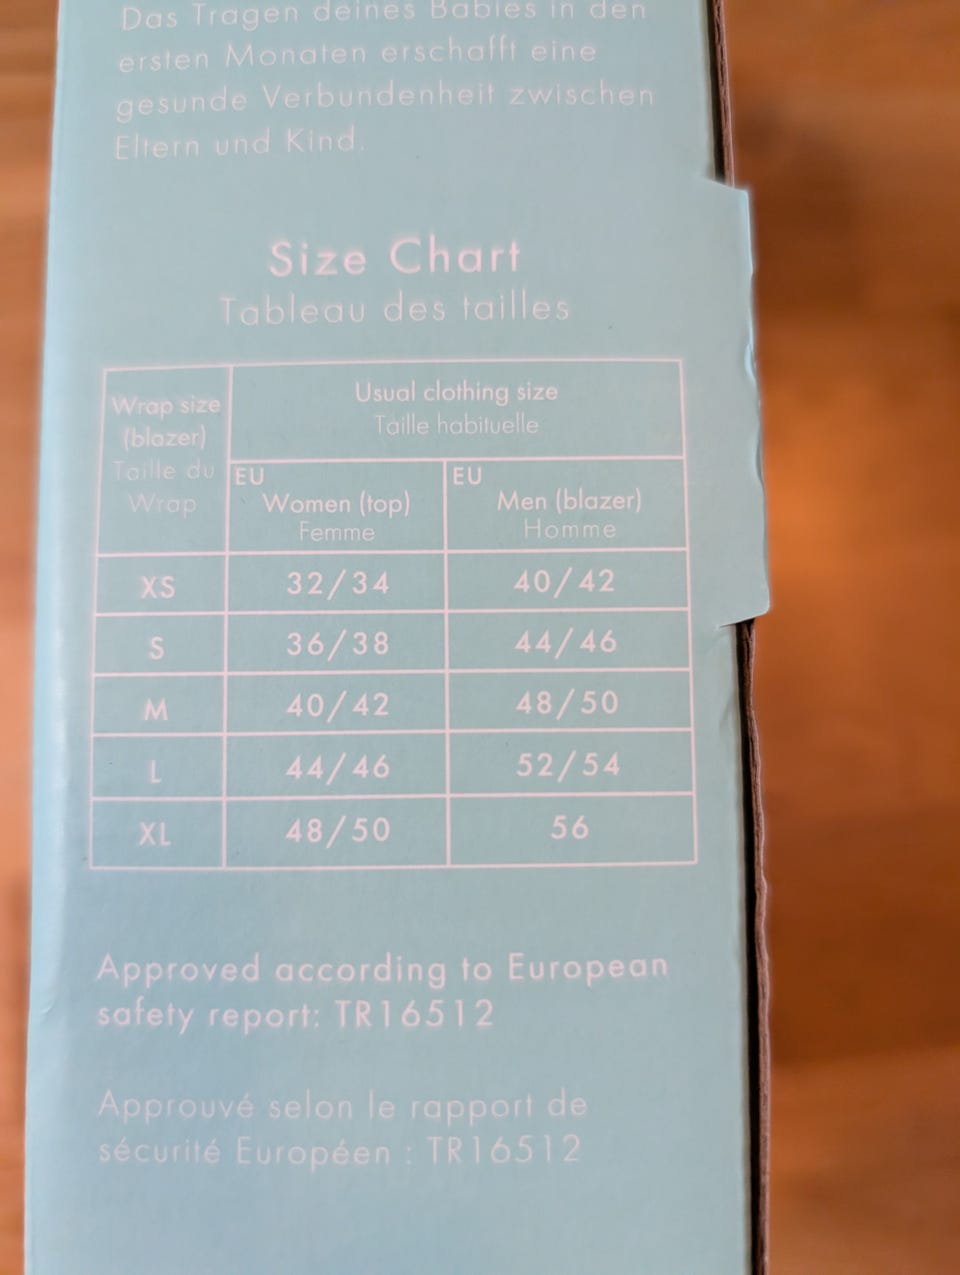 Das Tragen deines Babies in den
ersten Monaten erschafft eine
gesunde Verbundenheit zwischen
Eltern und Kind.
Size Chart
Tableau des tailles
Wrap size
(blazer)
Taille du
Wrap
Usual clothing size
Taille habituelle
EU
Women (top)
Femme
EU
Men (blazer)
Homme
XS 32/34 40/42
S 36/38 44/46
M 40/42 48/50
L 44/46 52/54
XL 48/50 56
Approved according to European
safety report: TR16512
Approuvé selon le rapport de
sécurité Européen : TR16512